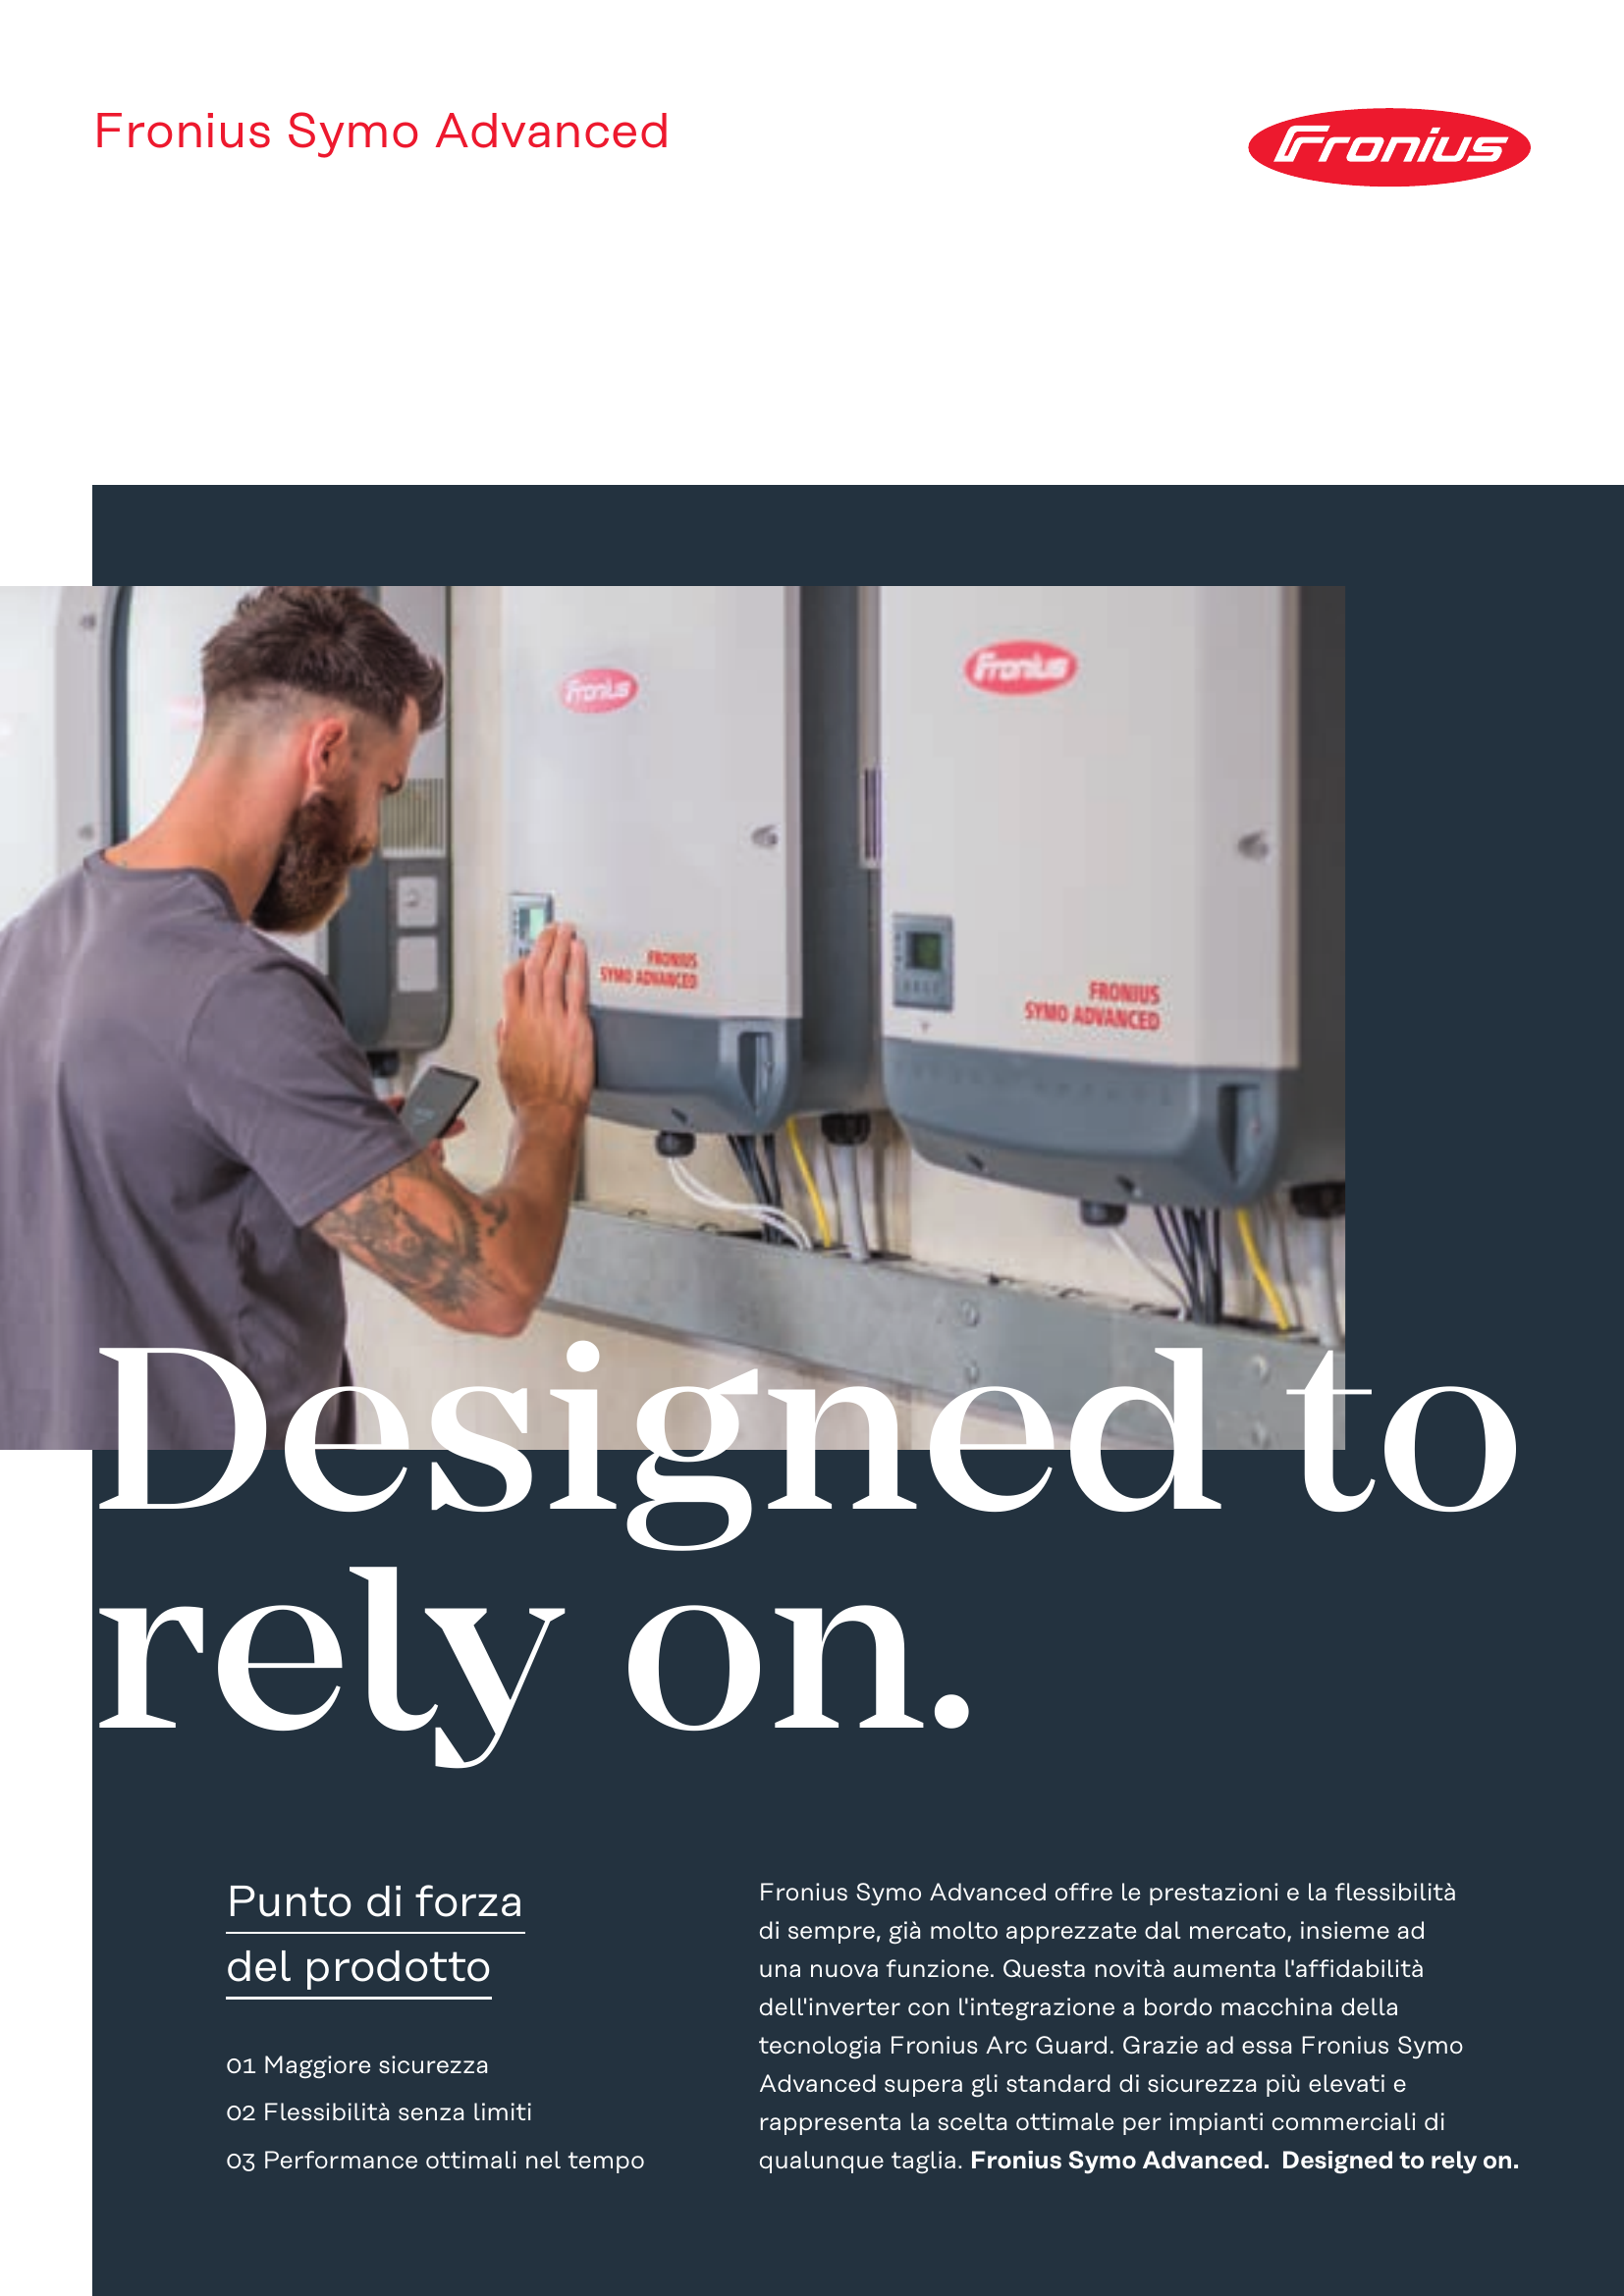 Fronius Symo Advanced
Fronius
Fronius
Fronius
FRONIUS
SYMO ADVANCED
FRONIUS
SYMO ADVANCED
Designed to
rely on.
Punto di forza
del prodotto
01 Maggiore sicurezza
02 Flessibilità senza limiti
03 Performance ottimali nel tempo
Fronius Symo Advanced offre le prestazioni e la flessibilità
di sempre, già molto apprezzate dal mercato, insieme ad
una nuova funzione. Questa novità aumenta l'affidabilità
dell'inverter con l'integrazione a bordo macchina della
tecnologia Fronius Arc Guard. Grazie ad essa Fronius Symo
Advanced supera gli standard di sicurezza più elevati e
rappresenta la scelta ottimale per impianti commerciali di
qualunque taglia. Fronius Symo Advanced. Designed to rely on.